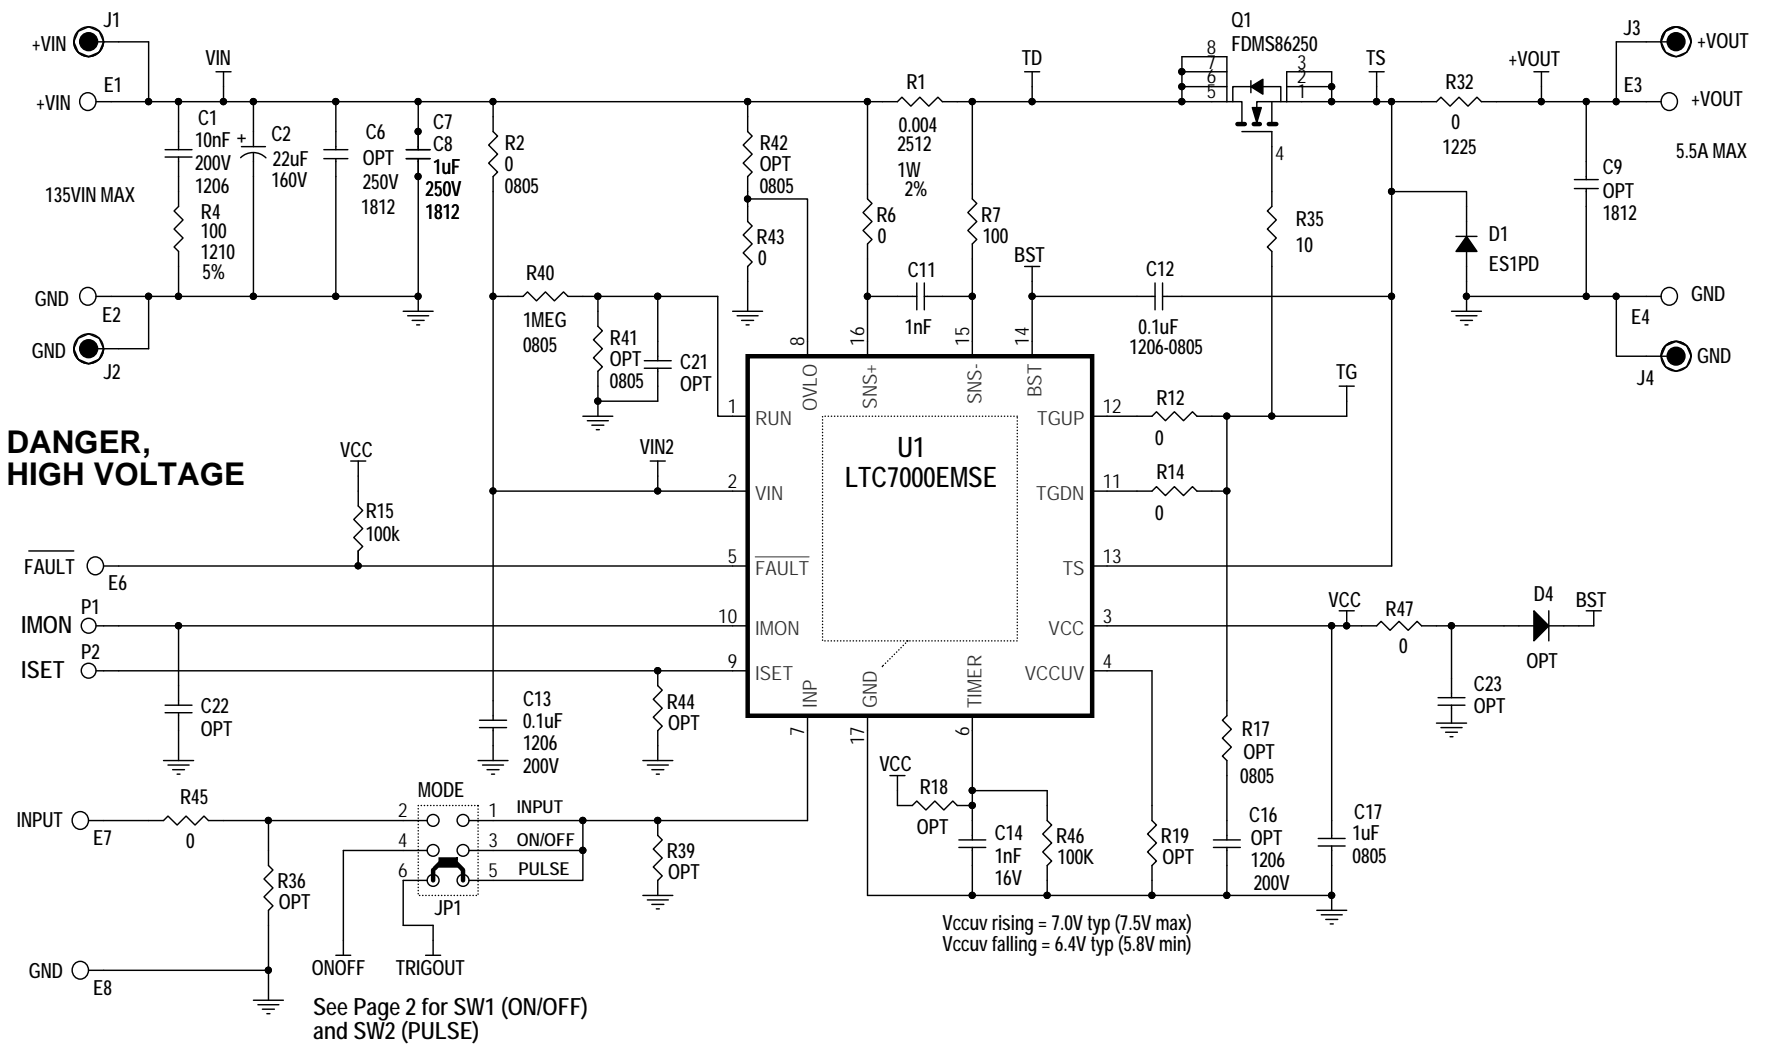 J1
+VIN
E1
+VIN
VIN
C1
10nF
200V
1206
R4
100
1210
5%
+
C2
22uF
160V
C6
OPT
250V
1812
C7
C8
1uF
250V
1812
135VIN MAX
GND
E2
GND
J2
R2
0
0805
R42
OPT
0805
R43
0
R1
0.004
2512
1W
2%
R6
0
R7
100
C11
1nF
TD
BST
C12
0.1uF
1206-0805
Q1
FDMS86250
8
7
6
5
3
2
1
4
R35
10
TS
R32
0
1225
+VOUT
J3
+VOUT
E3
+VOUT
5.5A MAX
C9
OPT
1812
D1
ES1PD
GND
E4
GND
J4
R40
1MEG
0805
R41
OPT
0805
C21
OPT
DANGER,
HIGH VOLTAGE
VCC
R15
100k
VIN2
FAULT
E6
IMON
P1
ISET
P2
C22
OPT
C13
0.1uF
1206
200V
R44
OPT
U1
LTC7000EMSE
1
RUN
2
VIN
5
FAULT
10
IMON
9
ISET
8
OVLO
16
SNS+
15
SNS-
14
BST
12
TGUP
11
TGDN
13
TS
3
VCC
4
VCCUV
7
INP
17
GND
6
TIMER
R12
0
R14
0
TG
VCC
R47
0
D4
OPT
BST
C23
OPT
R17
OPT
0805
C16
OPT
1206
200V
C17
1uF
0805
R19
OPT
VCC
R18
OPT
C14
1nF
16V
R46
100K
Vccuv rising = 7.0V typ (7.5V max)
Vccuv falling = 6.4V typ (5.8V min)
INPUT
E7
R45
0
R36
OPT
GND
E8
MODE
2
1
INPUT
4
3
ON/OFF
6
5
PULSE
JP1
R39
OPT
ONOFF
TRIGOUT
See Page 2 for SW1 (ON/OFF)
and SW2 (PULSE)